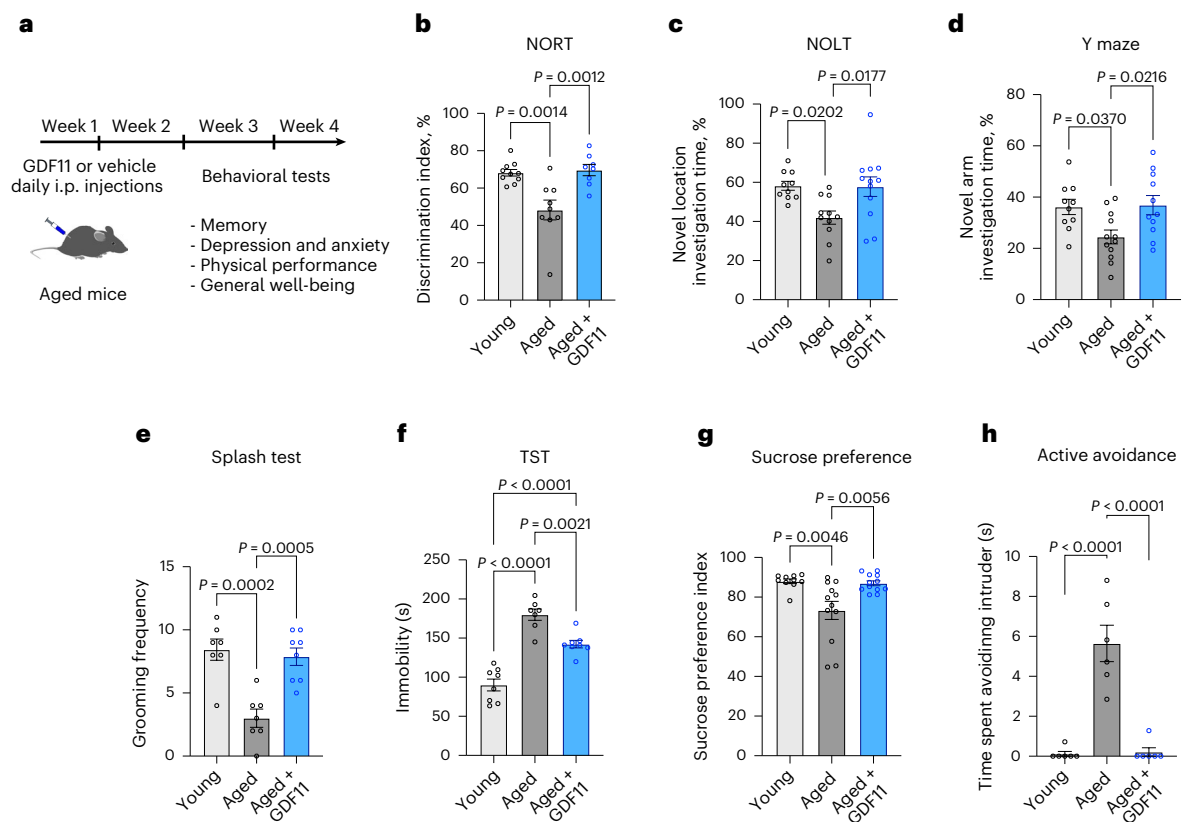 a
Week 1
Week 2
Week 3
Week 4
GDF11 or vehicle
daily i.p. injections
Behavioral tests
Aged mice
- Memory
- Depression and anxiety
- Physical performance
- General well-being
b
NORT
P = 0.0012
P = 0.0014
Discrimination index, %
100
80
60
40
20
0
Young
Aged
Aged +
GDF11
c
NOLT
P = 0.0177
P = 0.0202
Novel location
investigation time, %
100
80
60
40
20
0
Young
Aged
Aged +
GDF11
d
Y maze
P = 0.0216
P = 0.0370
Novel arm
investigation time, %
80
60
40
20
0
Young
Aged
Aged +
GDF11
e
Splash test
P = 0.0005
P = 0.0002
Grooming frequency
15
10
5
0
Young
Aged
Aged +
GDF11
f
TST
P < 0.0001
P = 0.0021
P < 0.0001
Immobility (s)
250
200
150
100
50
0
Young
Aged
Aged +
GDF11
g
Sucrose preference
P = 0.0056
P = 0.0046
Sucrose preference index
100
80
60
40
20
0
Young
Aged
Aged +
GDF11
h
Active avoidance
P < 0.0001
P < 0.0001
Time spent avoidining intruder (s)
10
8
6
4
2
0
Young
Aged
Aged +
GDF11